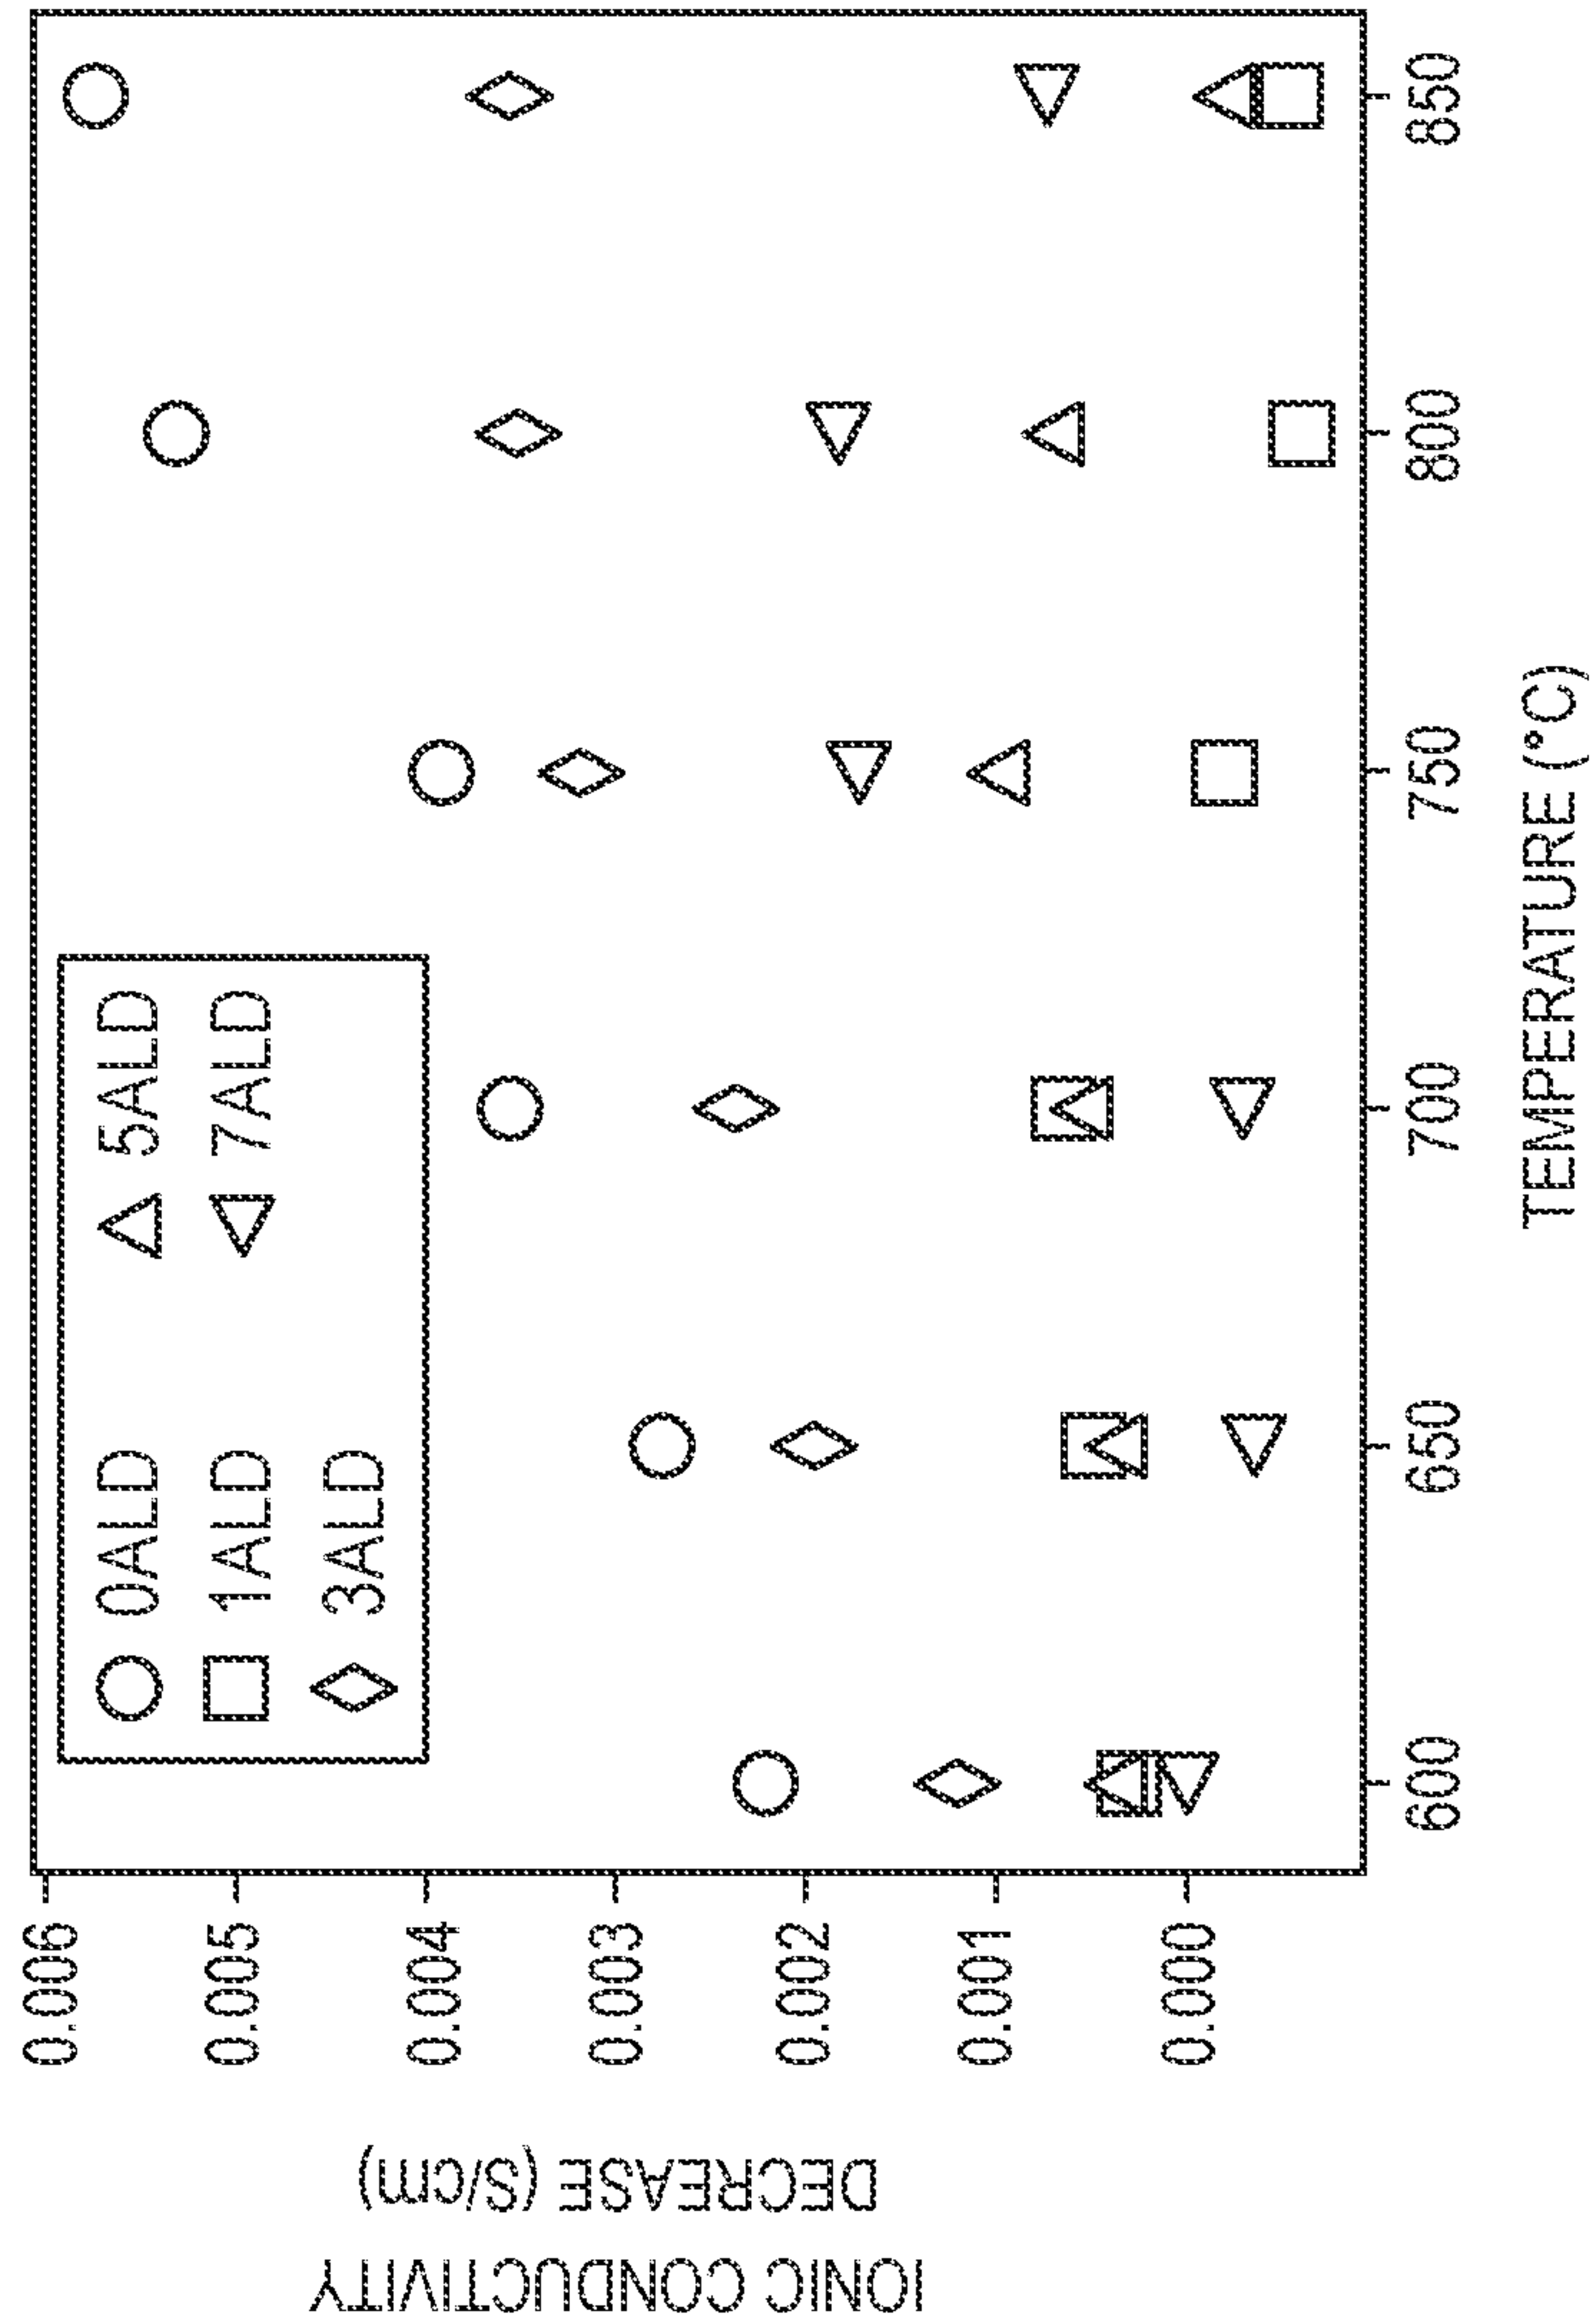 IONIC CONDUCTIVITY
DECREASE (S/cm)
0.006
0.005
0.004
0.003
0.002
0.001
0.000
0ALD 5ALD
1ALD 7ALD
3ALD
600 650 700 750 800 850
TEMPERATURE (°C)